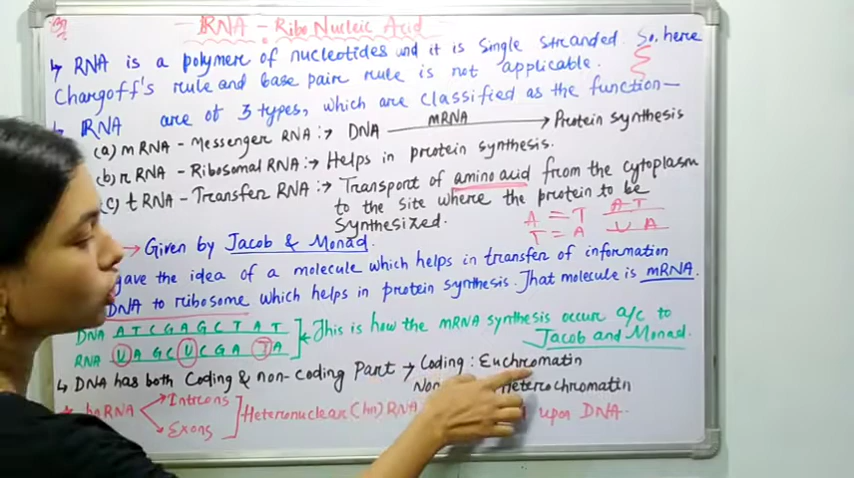 RNA - Ribo Nucleic Acid
↳ RNA is a polymer of nucleotides and it is single stranded. So, here
Chargoff's rule and base pair rule is not applicable.
RNA are of 3 types, which are classified as the function—
(a) mRNA - Messenger RNA :→ DNA mRNA → Protein synthesis
(b) rRNA - Ribosomal RNA :→ Helps in protein synthesis.
(c) tRNA - Transfer RNA :→ Transport of amino acid from the cytoplasm
to the site where the protein to be
synthesized.
A = T A T
T = A U A
→ Given by Jacob & Monad.
gave the idea of a molecule which helps in transfer of information
DNA to ribosome which helps in protein synthesis. That molecule is mRNA.
DNA A T C G A G C T A T
RNA U A G C U C G A T A
This is how the mRNA synthesis occur a/c to
Jacob and Monad.
↳ DNA has both Coding & non-coding Part → Coding : Euchromatin
Non Heterochromatin
hnRNA Introns
Exons
Heteronuclear (hn) RNA upon DNA.